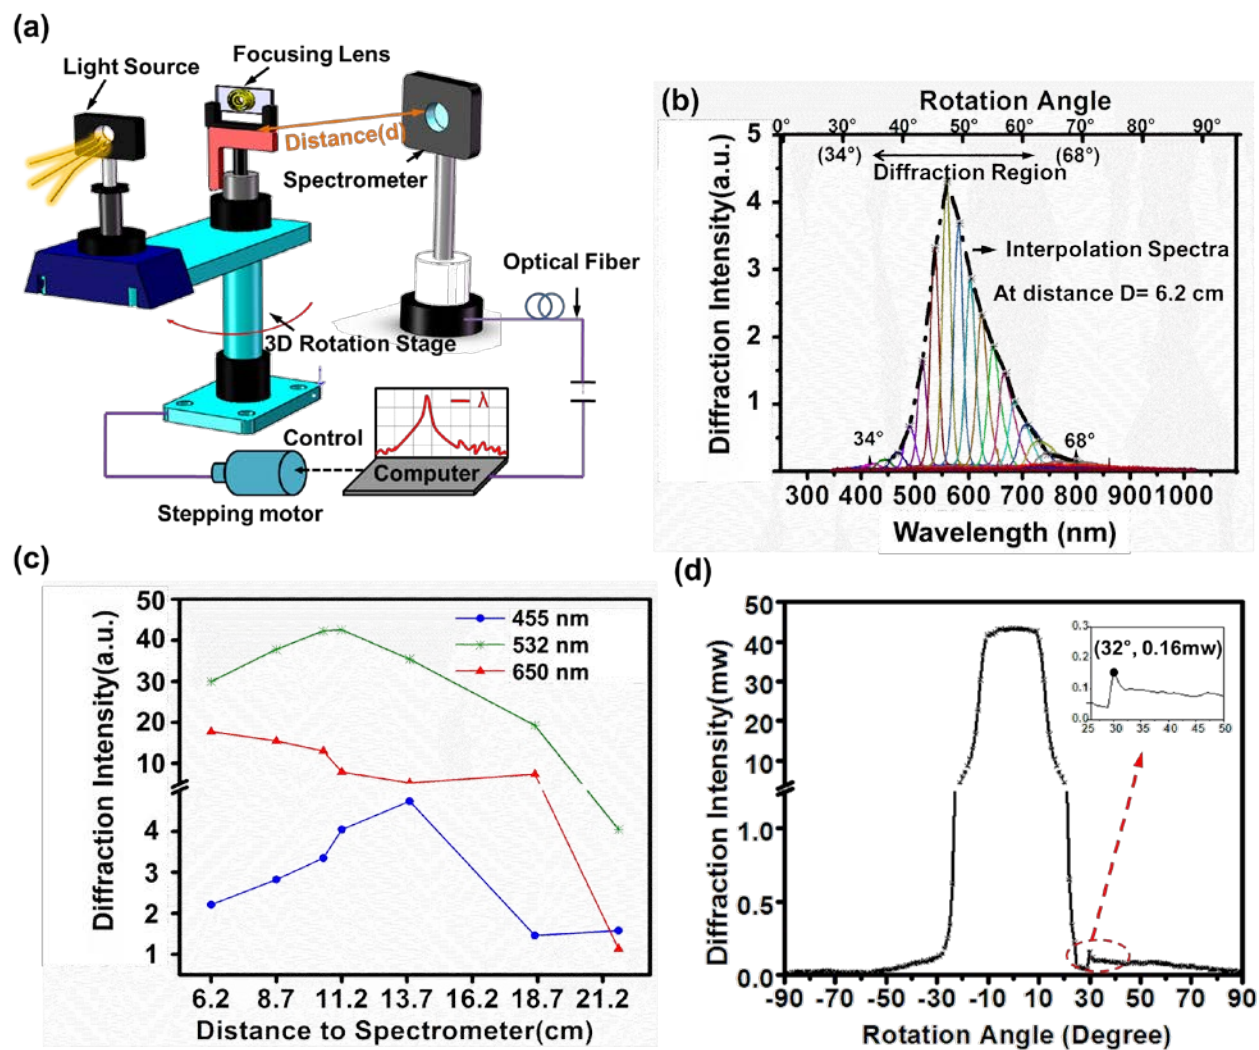 (a)
Focusing Lens
Light Source
Distance(d)
Spectrometer
Optical Fiber
3D Rotation Stage
Control
λ
Computer
Stepping motor
(b)
Rotation Angle
0° 30° 40° 50° 60° 70° 80° 90°
(34°) (68°)
Diffraction Region
Interpolation Spectra
At distance D= 6.2 cm
34° 68°
Diffraction Intensity(a.u.)
5
4
3
2
1
300 400 500 600 700 800 900 1000
Wavelength (nm)
(c)
Diffraction Intensity(a.u.)
50
40
30
20
10
4
3
2
1
455 nm
532 nm
650 nm
6.2 8.7 11.2 13.7 16.2 18.7 21.2
Distance to Spectrometer(cm)
(d)
Diffraction Intensity(mw)
50
40
30
20
10
1.0
0.5
0.0
(32°, 0.16mw)
0.3
0.2
0.1
0.0
25 30 35 40 45 50
-90 -70 -50 -30 -10 10 30 50 70 90
Rotation Angle (Degree)